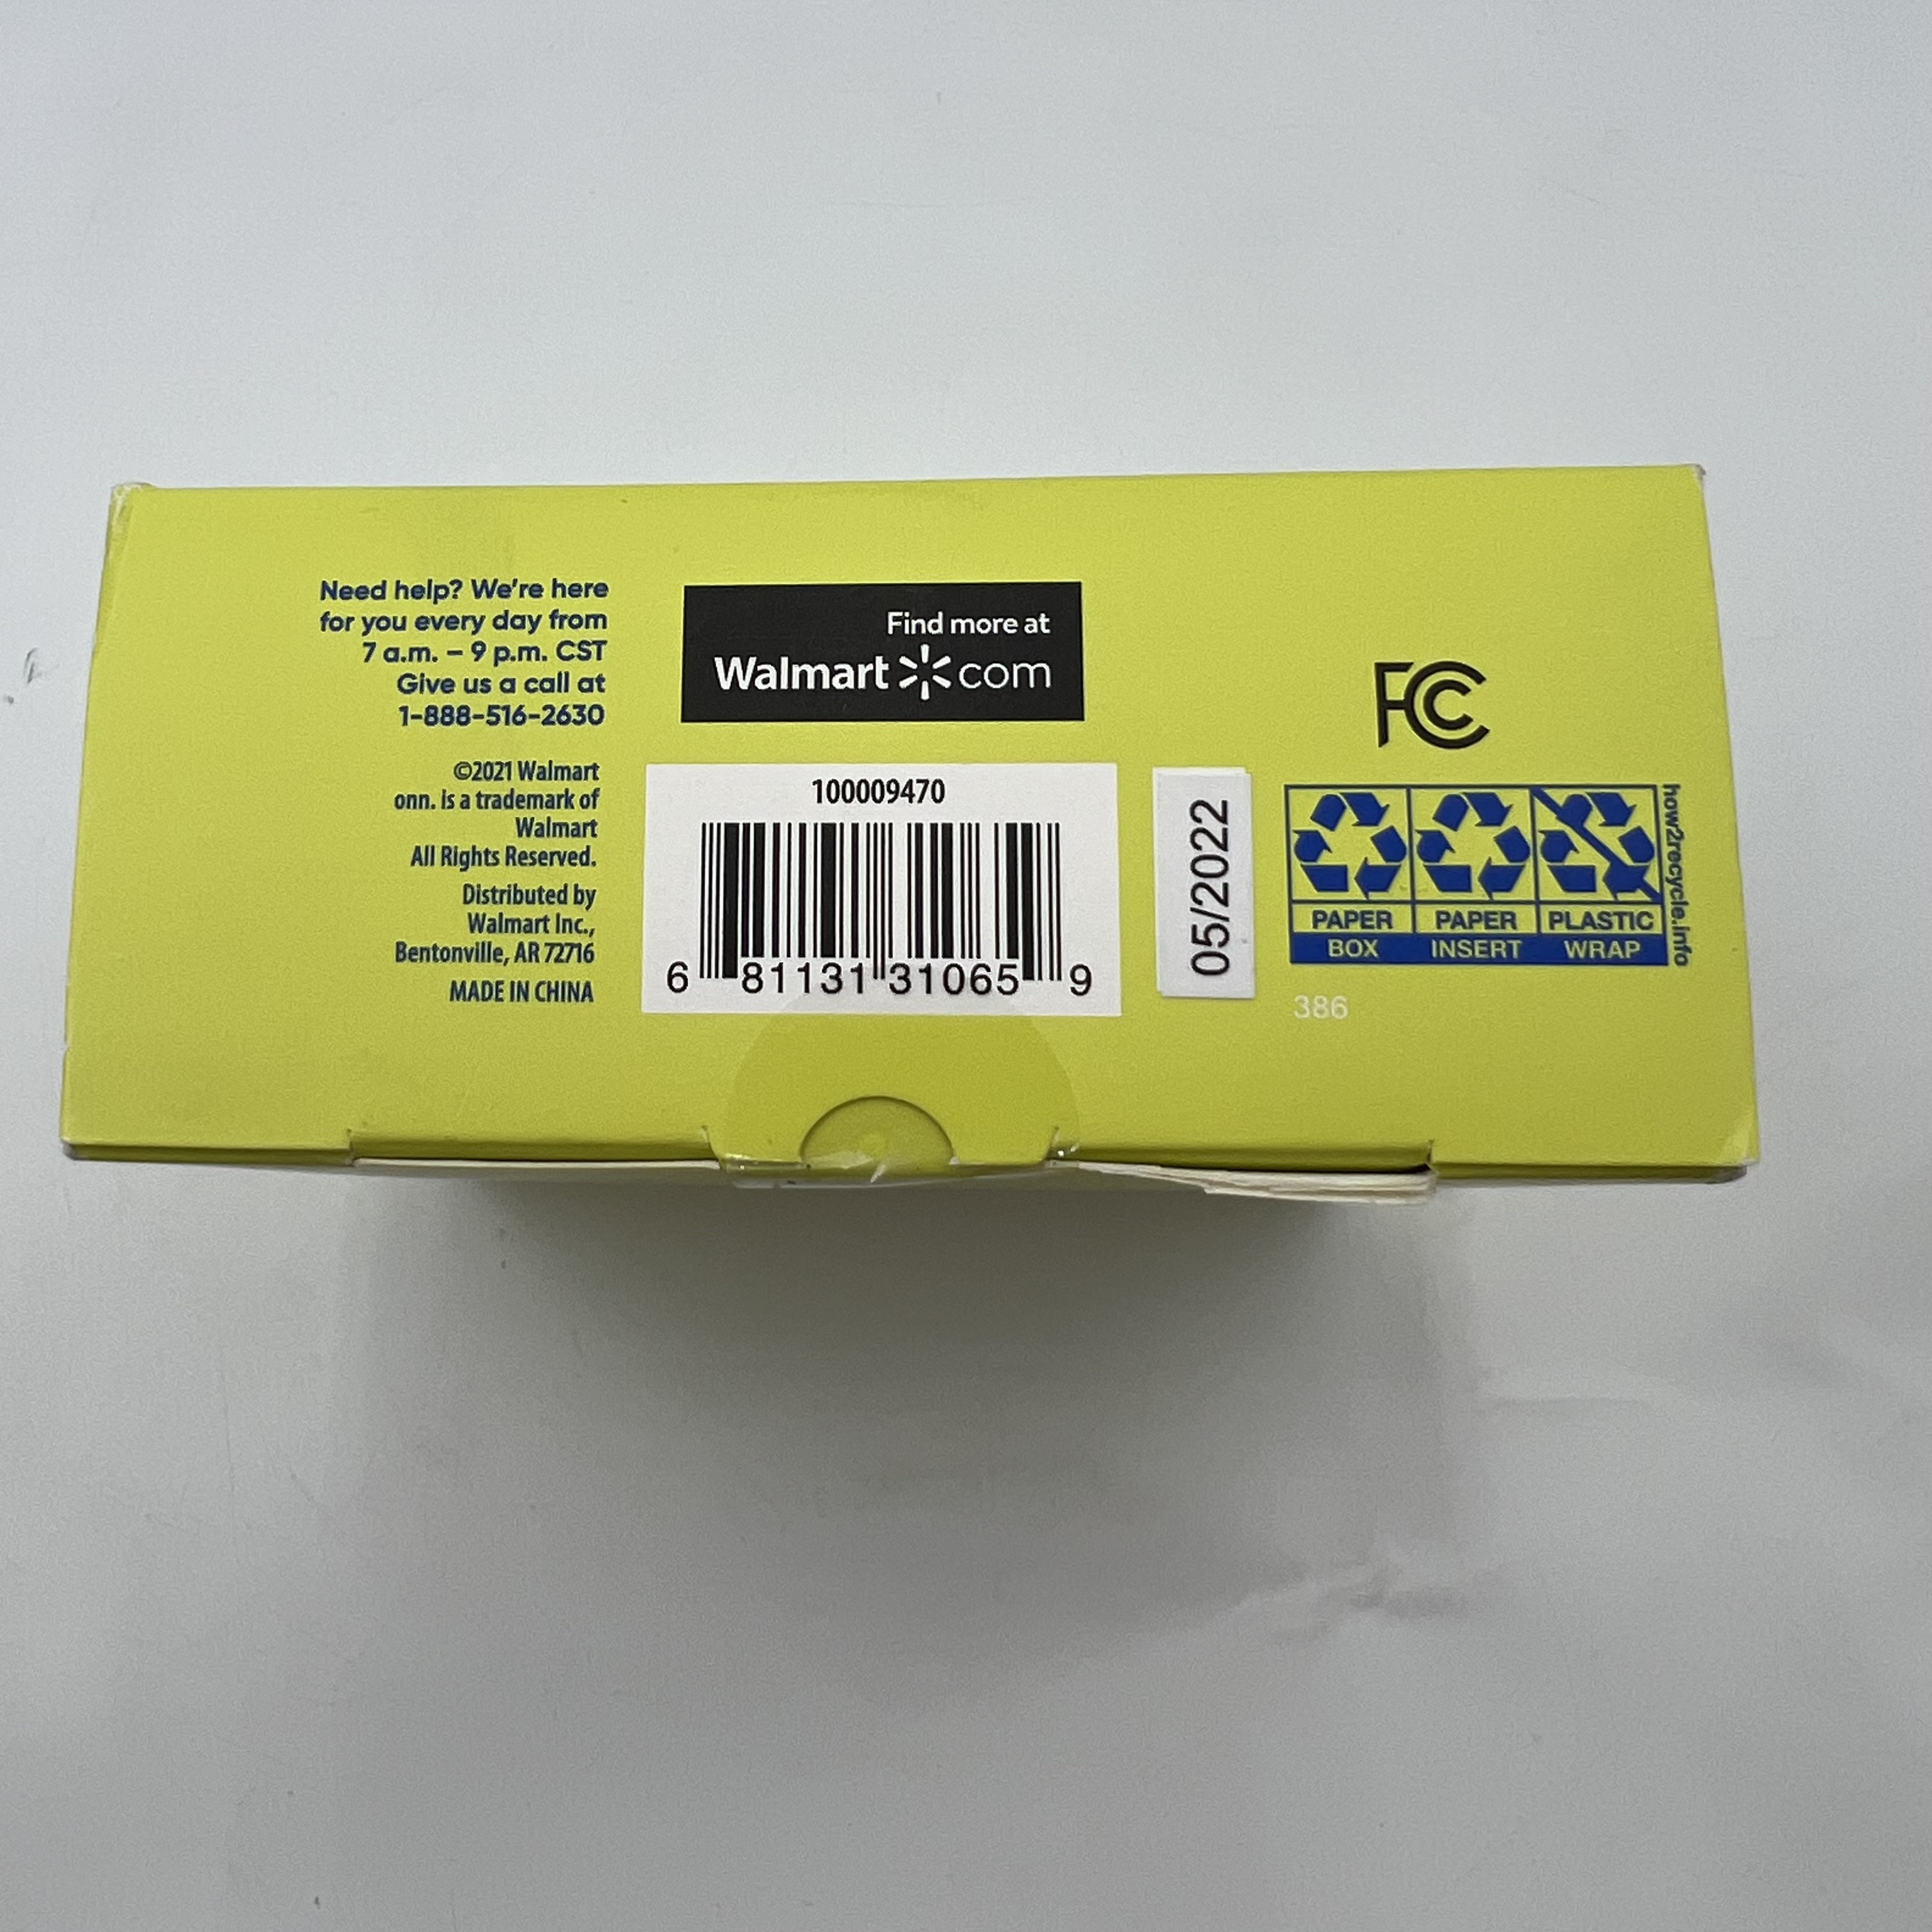 Need help? We're here
for you every day from
7 a.m. – 9 p.m. CST
Give us a call at
1-888-516-2630
©2021 Walmart
onn. is a trademark of
Walmart
All Rights Reserved.
Distributed by
Walmart Inc.,
Bentonville, AR 72716
MADE IN CHINA
Find more at
Walmart com
100009470
6 81131 31065 9
05/2022
FC
PAPER PAPER PLASTIC
BOX INSERT WRAP
how2recycle.info
386